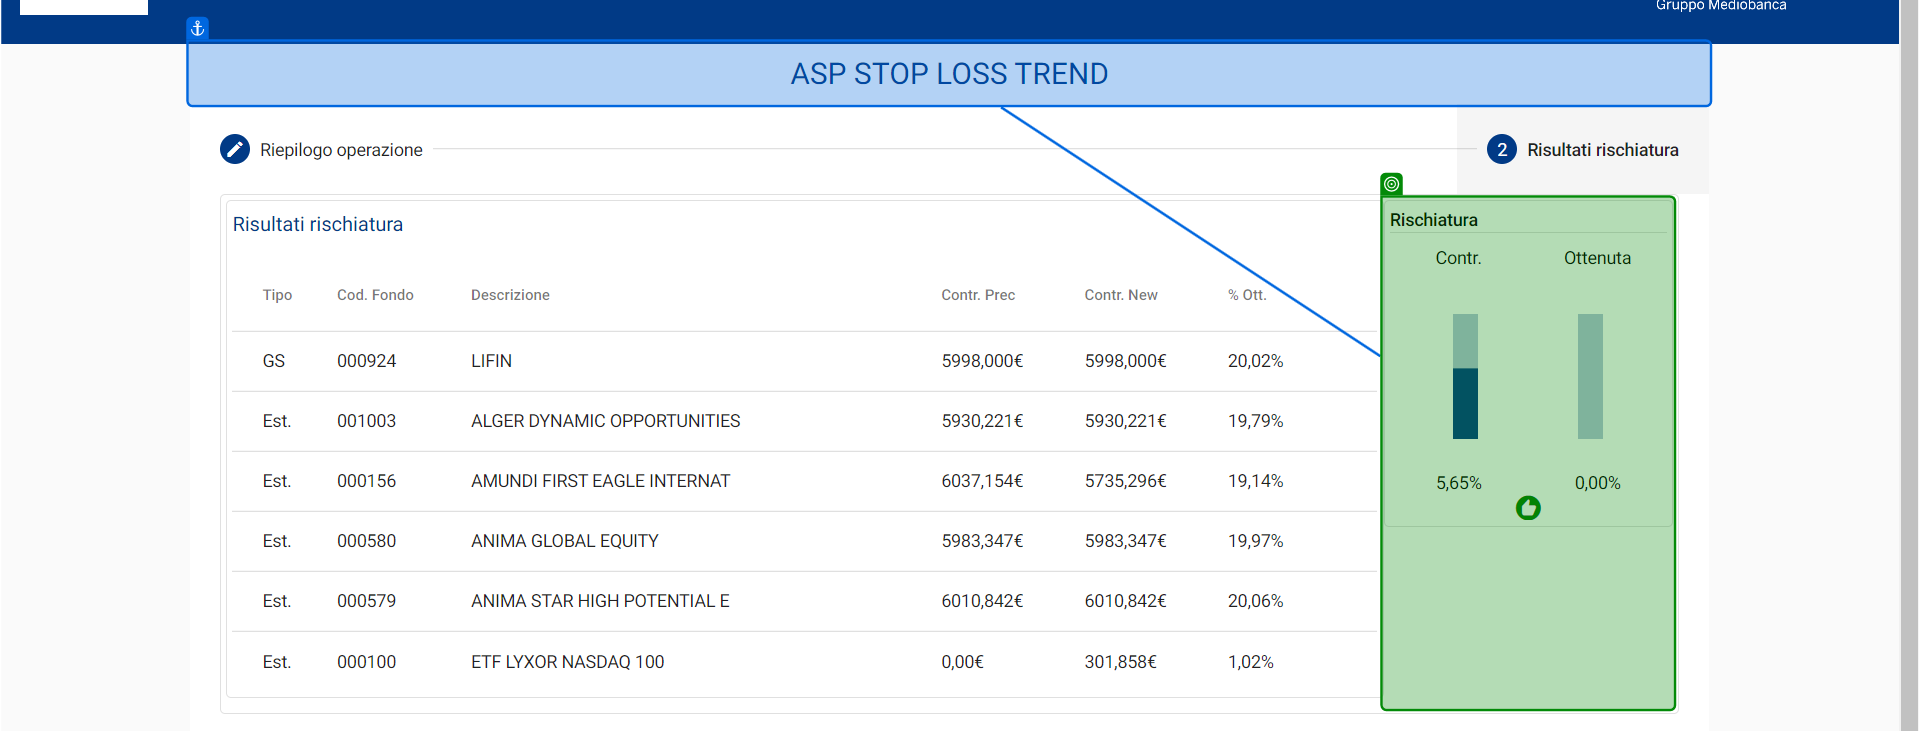 Gruppo Mediobanca
ASP STOP LOSS TREND
Riepilogo operazione
2 Risultati rischiatura
Risultati rischiatura
Tipo Cod. Fondo Descrizione Contr. Prec Contr. New % Ott.
GS 000924 LIFIN 5998,000€ 5998,000€ 20,02%
Est. 001003 ALGER DYNAMIC OPPORTUNITIES 5930,221€ 5930,221€ 19,79%
Est. 000156 AMUNDI FIRST EAGLE INTERNAT 6037,154€ 5735,296€ 19,14%
Est. 000580 ANIMA GLOBAL EQUITY 5983,347€ 5983,347€ 19,97%
Est. 000579 ANIMA STAR HIGH POTENTIAL E 6010,842€ 6010,842€ 20,06%
Est. 000100 ETF LYXOR NASDAQ 100 0,00€ 301,858€ 1,02%
Rischiatura
Contr. Ottenuta
5,65% 0,00%